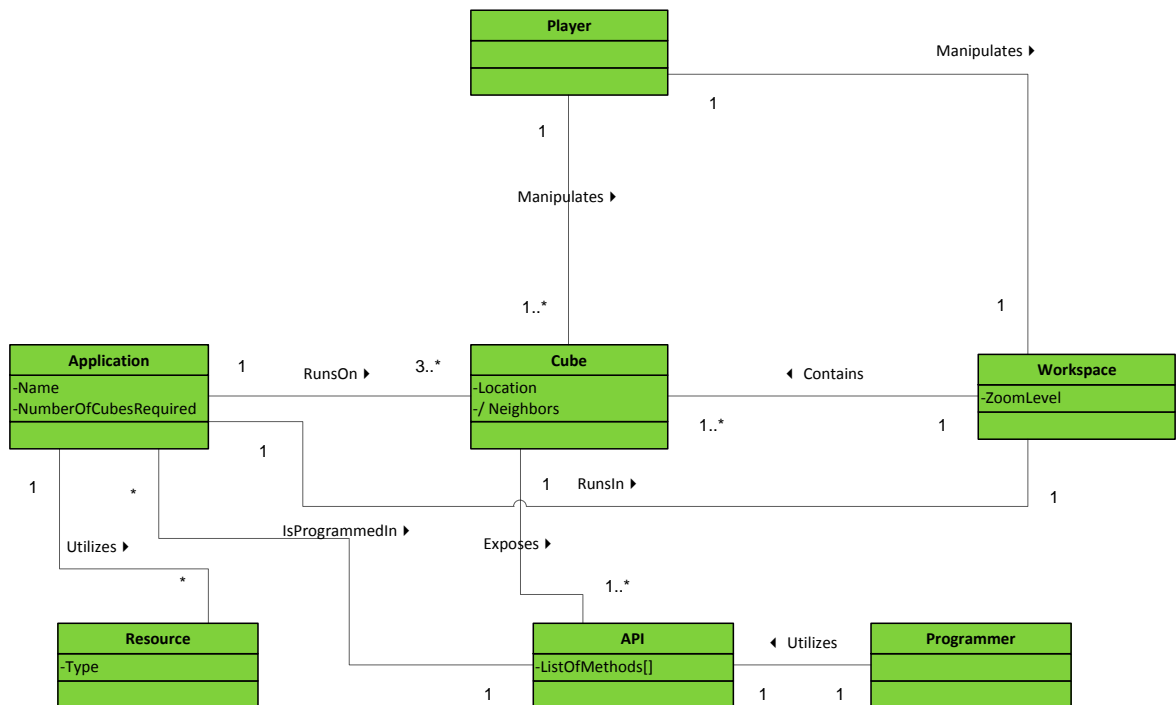 Player
Manipulates
1
1
Manipulates
1..*
1
Application
-Name
-NumberOfCubesRequired
1
RunsOn
3..*
Cube
-Location
-/ Neighbors
Contains
1..*
1
Workspace
-ZoomLevel
1
1
*
1
RunsIn
1
IsProgrammedIn
Utilizes
Exposes
*
1..*
Resource
-Type
API
-ListOfMethods[]
Utilizes
Programmer
1
1
1